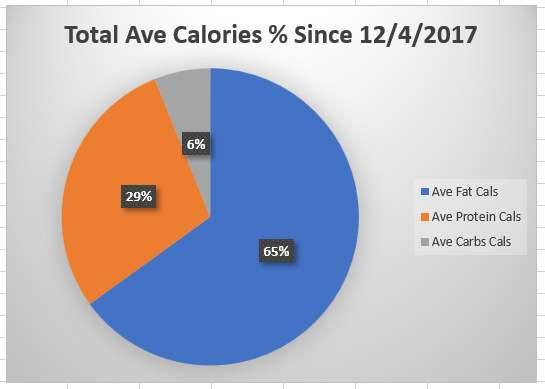 Total Ave Calories % Since 12/4/2017
6%
29%
65%
Ave Fat Cals
Ave Protein Cals
Ave Carbs Cals